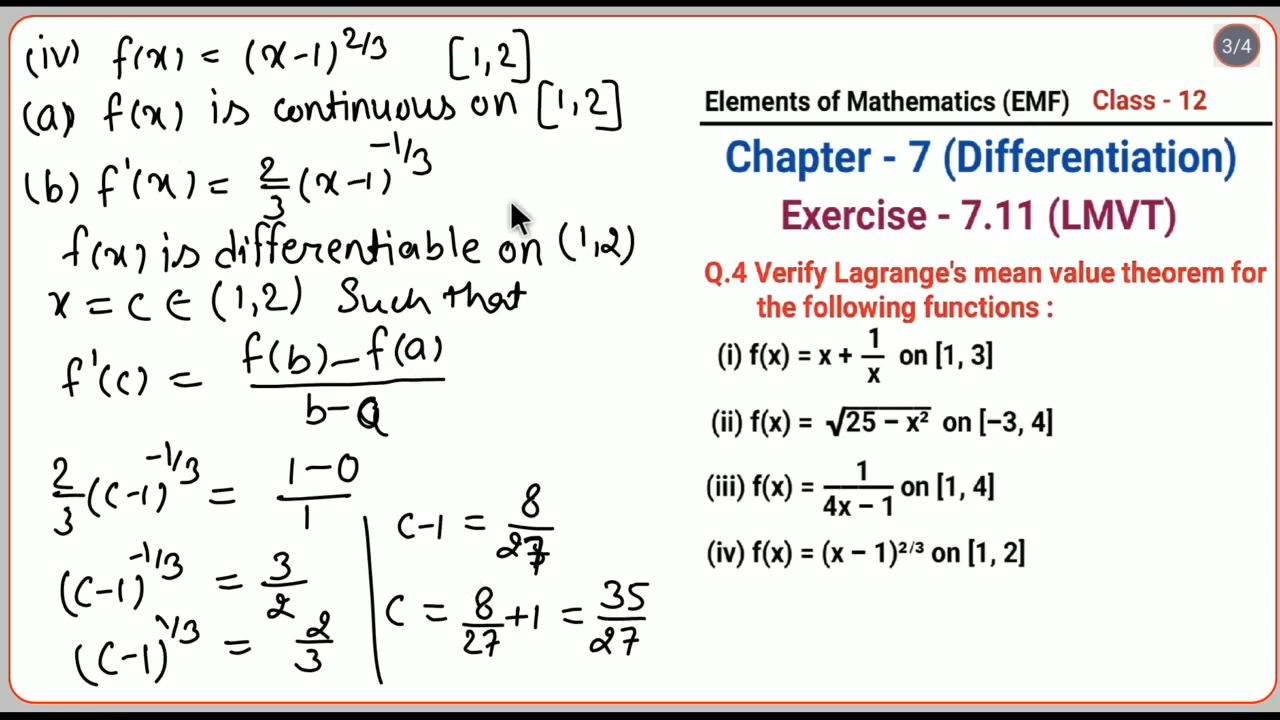 (iv) f(x) = (x-1)^2/3 [1,2]
(a) f(x) is continuous on [1,2]
(b) f'(x) = 2/3 (x-1)^-1/3
f(x) is differentiable on (1,2)
x = c ∈ (1,2) Such that
f'(c) = f(b)-f(a) / b-a
2/3 (c-1)^-1/3 = 1-0 / 1
(c-1)^-1/3 = 3/2
(c-1)^1/3 = 2/3
c-1 = 8/27
c = 8/27 +1 = 35/27
3/4
Elements of Mathematics (EMF) Class - 12
Chapter - 7 (Differentiation)
Exercise - 7.11 (LMVT)
Q.4 Verify Lagrange's mean value theorem for
the following functions :
(i) f(x) = x + 1/x on [1, 3]
(ii) f(x) = √25 − x² on [−3, 4]
(iii) f(x) = 1/4x − 1 on [1, 4]
(iv) f(x) = (x − 1)²ᐟ³ on [1, 2]